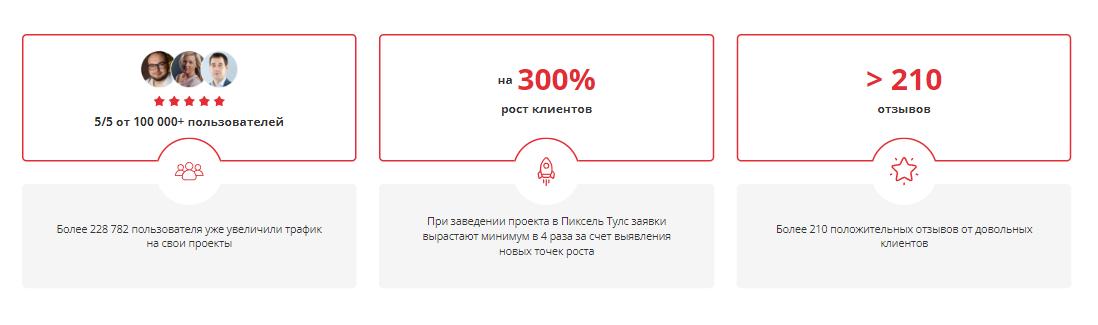 5/5 от 100 000+ пользователей
Более 228 782 пользователя уже увеличили трафик
на свои проекты
на 300%
рост клиентов
При заведении проекта в Пиксель Тулс заявки
вырастают минимум в 4 раза за счет выявления
новых точек роста
> 210
отзывов
Более 210 положительных отзывов от довольных
клиентов